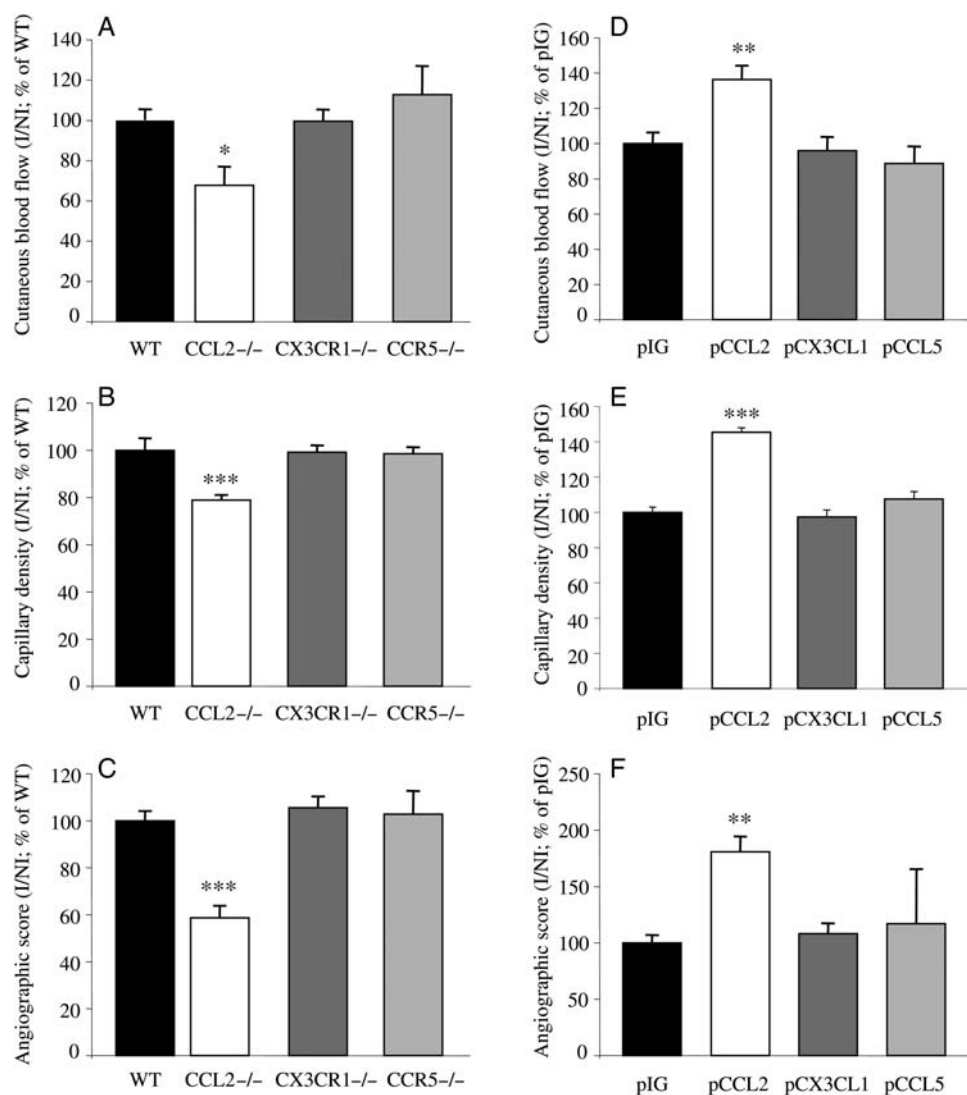 A
Cutaneous blood flow (I/NI; % of WT)
140
120
100
80
60
40
20
0
*
WT CCL2−/− CX3CR1−/− CCR5−/−
D
Cutaneous blood flow (I/NI; % of pIG)
160
140
120
100
80
60
40
20
0
**
pIG pCCL2 pCX3CL1 pCCL5
B
Capillary density (I/NI; % of WT)
120
100
80
60
40
20
0
***
WT CCL2−/− CX3CR1−/− CCR5−/−
E
Capillary density (I/NI; % of pIG)
160
140
120
100
80
60
40
20
0
***
pIG pCCL2 pCX3CL1 pCCL5
C
Angiographic score (I/NI; % of WT)
120
100
80
60
40
20
0
***
WT CCL2−/− CX3CR1−/− CCR5−/−
F
Angiographic score (I/NI; % of pIG)
250
200
150
100
50
0
**
pIG pCCL2 pCX3CL1 pCCL5